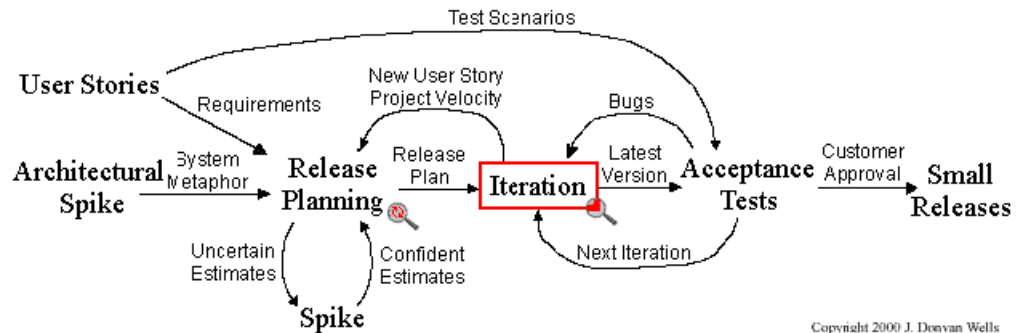 Test Scenarios
User Stories
New User Story
Project Velocity
Bugs
Requirements
Architectural
Spike
System
Metaphor
Release
Planning
Release
Plan
Iteration
Latest
Version
Acceptance
Tests
Customer
Approval
Small
Releases
Uncertain
Estimates
Confident
Estimates
Next Iteration
Spike
Copyright 2000 J. Donvan Wells